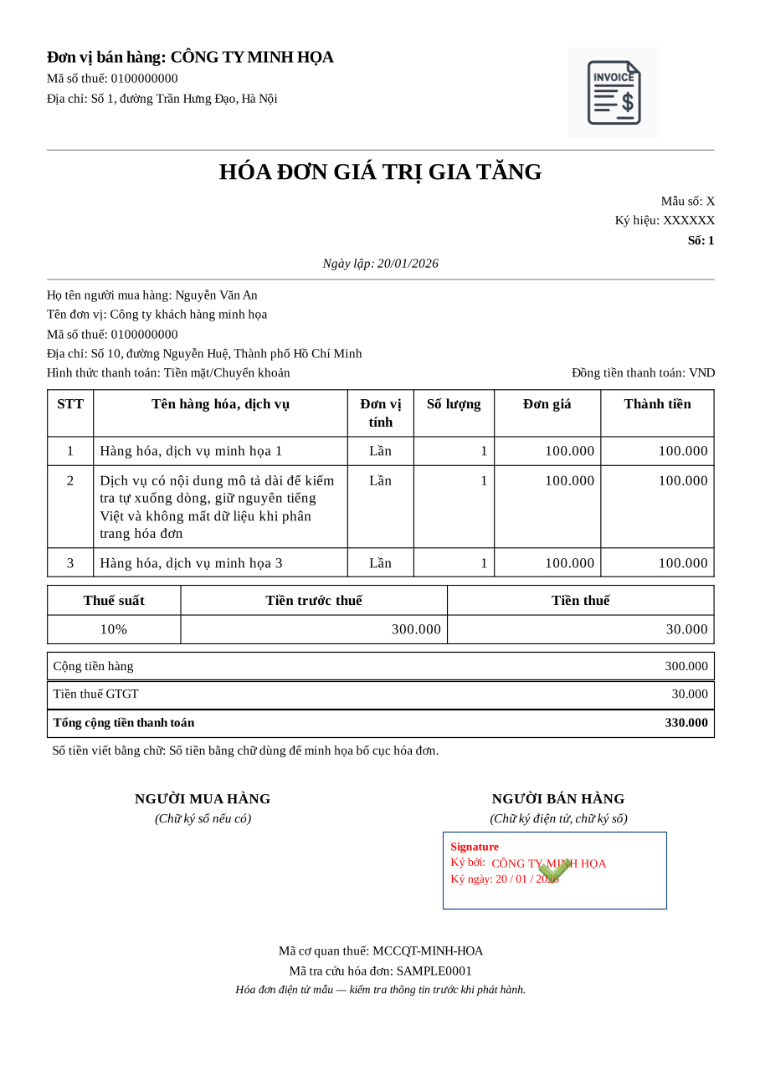 Đơn vị bán hàng: CÔNG TY MINH HỌA
Mã số thuế: 0100000000
Địa chỉ: Số 1, đường Trần Hưng Đạo, Hà Nội
INVOICE
$
HÓA ĐƠN GIÁ TRỊ GIA TĂNG
Mẫu số: X
Ký hiệu: XXXXXX
Số: 1
Ngày lập: 20/01/2026
Họ tên người mua hàng: Nguyễn Văn An
Tên đơn vị: Công ty khách hàng minh họa
Mã số thuế: 0100000000
Địa chỉ: Số 10, đường Nguyễn Huệ, Thành phố Hồ Chí Minh
Hình thức thanh toán: Tiền mặt/Chuyển khoản Đồng tiền thanh toán: VND
STT Tên hàng hóa, dịch vụ Đơn vị tính Số lượng Đơn giá Thành tiền
1 Hàng hóa, dịch vụ minh họa 1 Lần 1 100.000 100.000
2 Dịch vụ có nội dung mô tả dài để kiểm Lần 1 100.000 100.000
tra tự xuống dòng, giữ nguyên tiếng
Việt và không mất dữ liệu khi phân
trang hóa đơn
3 Hàng hóa, dịch vụ minh họa 3 Lần 1 100.000 100.000
Thuế suất Tiền trước thuế Tiền thuế
10% 300.000 30.000
Cộng tiền hàng 300.000
Tiền thuế GTGT 30.000
Tổng cộng tiền thanh toán 330.000
Số tiền viết bằng chữ: Số tiền bằng chữ dùng để minh họa bố cục hóa đơn.
NGƯỜI MUA HÀNG NGƯỜI BÁN HÀNG
(Chữ ký số nếu có) (Chữ ký điện tử, chữ ký số)
Signature
Ký bởi: CÔNG TY MINH HỌA
Ký ngày: 20 / 01 / 2026
Mã cơ quan thuế: MCCQT-MINH-HOA
Mã tra cứu hóa đơn: SAMPLE0001
Hóa đơn điện tử mẫu — kiểm tra thông tin trước khi phát hành.